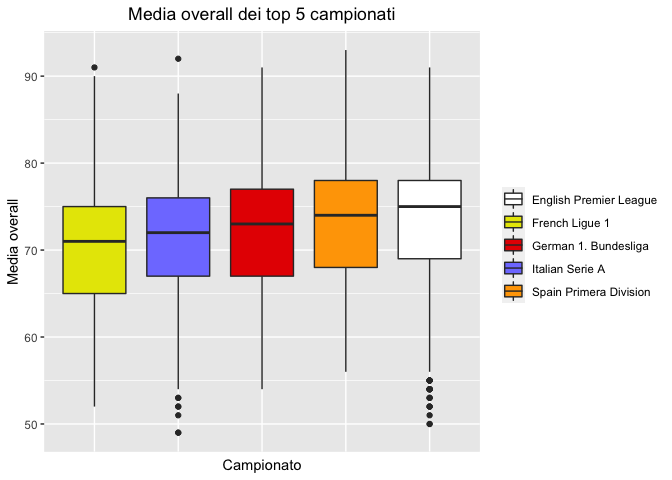 Media overall dei top 5 campionati
Media overall
90
80
70
60
50
Campionato
English Premier League
French Ligue 1
German 1. Bundesliga
Italian Serie A
Spain Primera Division